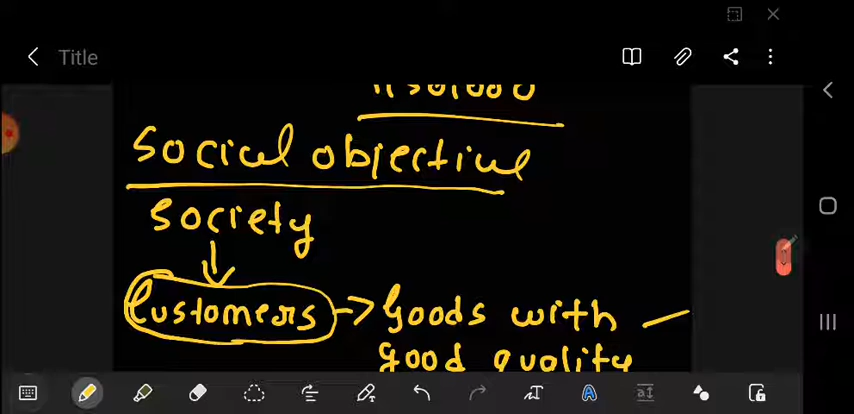 Title
Social objective
Society
Customers -> Goods with
good quality